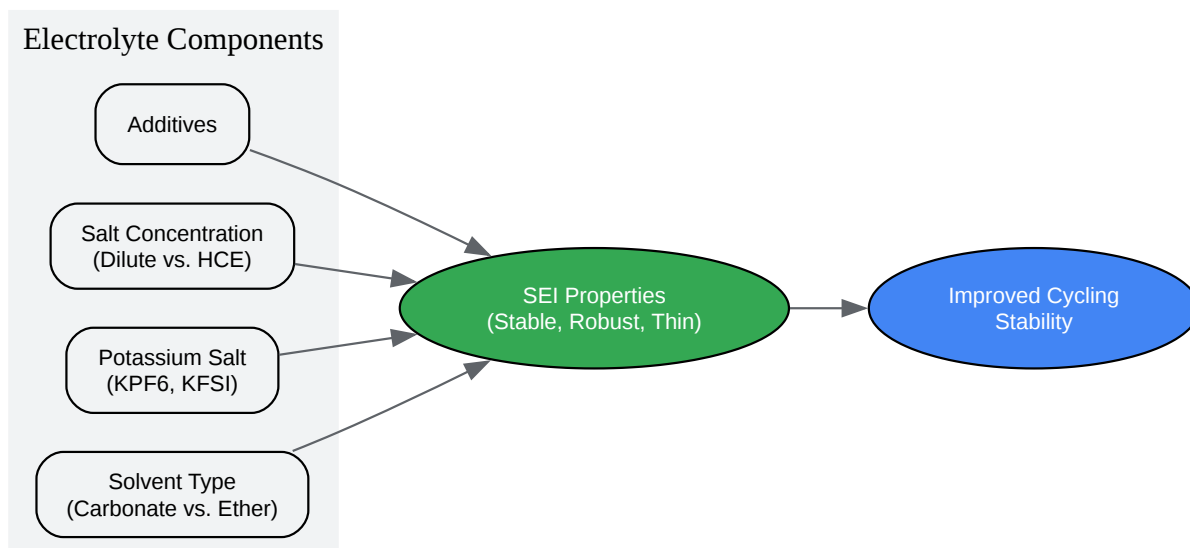 Electrolyte Components
Additives
Salt Concentration
(Dilute vs. HCE)
Potassium Salt
(KPF6, KFSI)
Solvent Type
(Carbonate vs. Ether)
SEI Properties
(Stable, Robust, Thin)
Improved Cycling
Stability